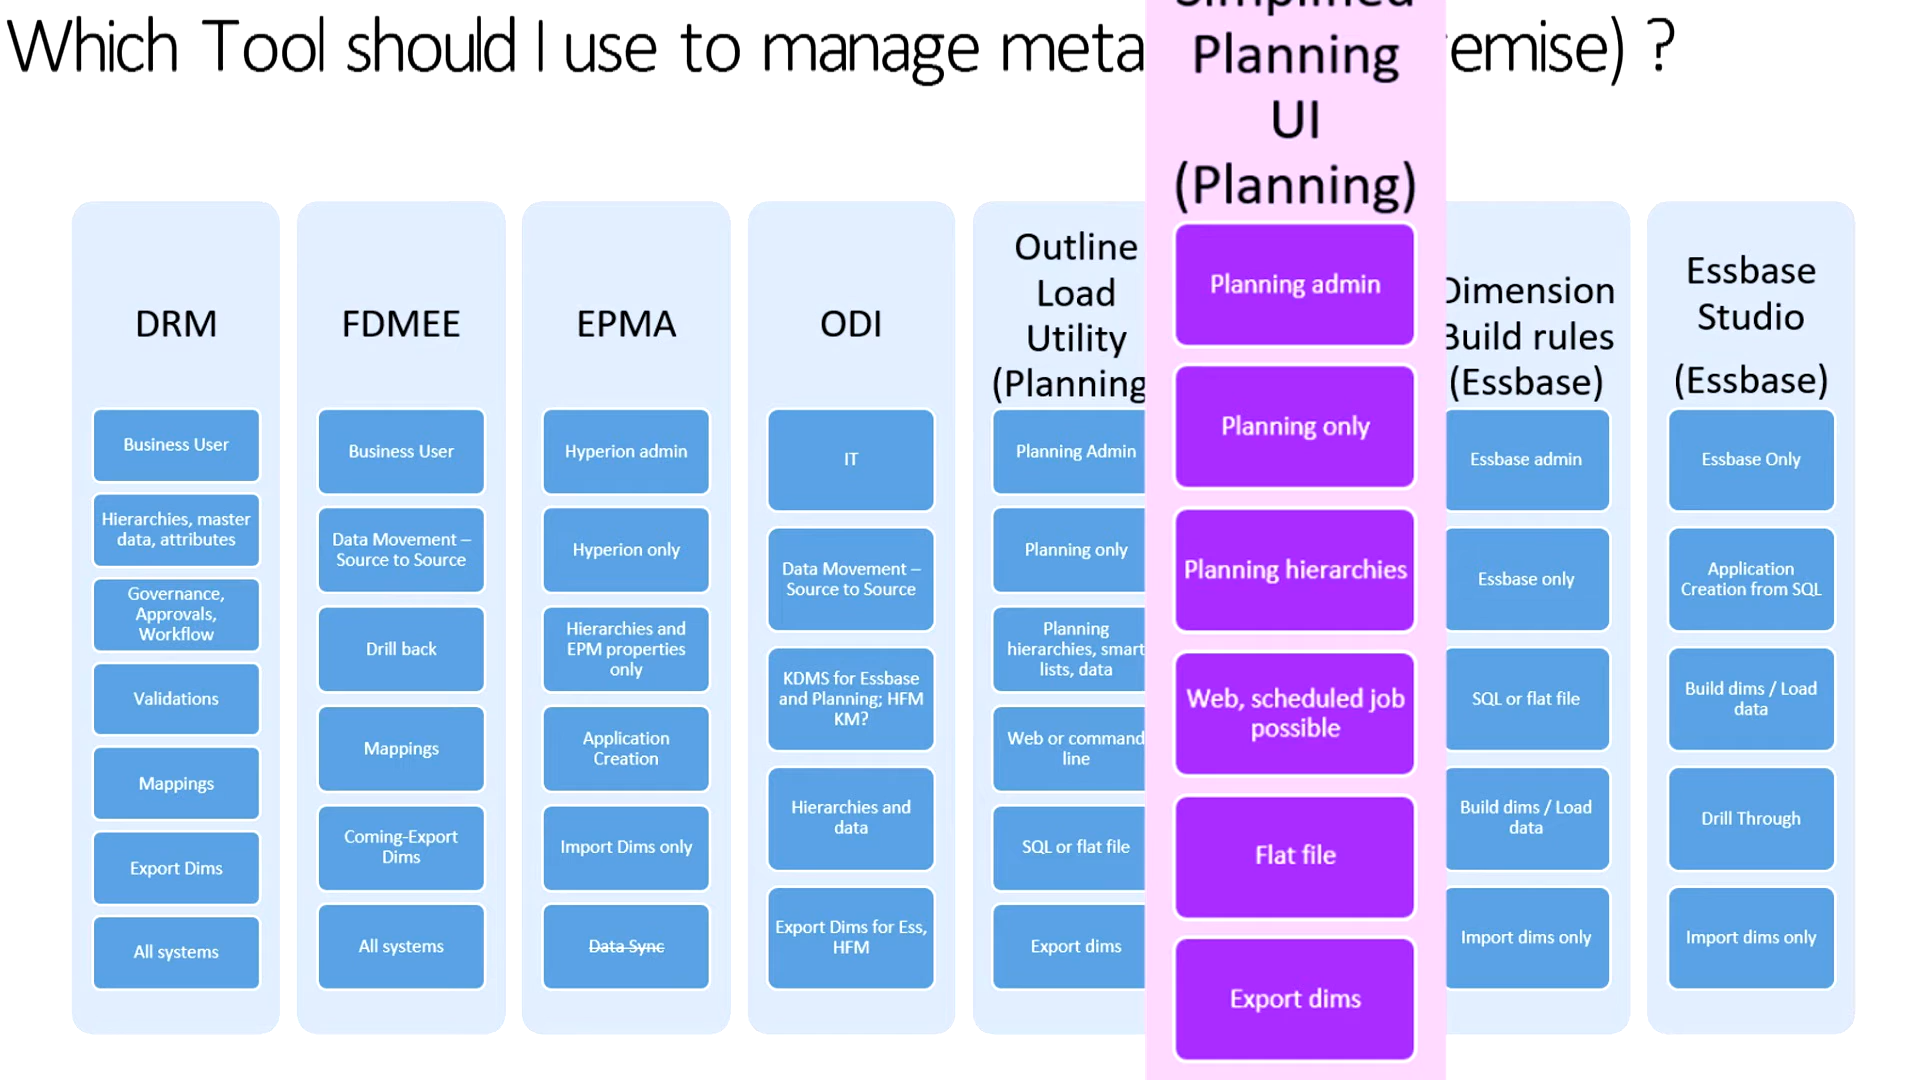 Which Tool should I use to manage meta
emise) ?
DRM
Business User
Hierarchies, master
data, attributes
Governance,
Approvals,
Workflow
Validations
Mappings
Export Dims
All systems
FDMEE
Business User
Data Movement –
Source to Source
Drill back
Mappings
Coming-Export
Dims
All systems
EPMA
Hyperion admin
Hyperion only
Hierarchies and
EPM properties
only
Application
Creation
Import Dims only
Data Sync
ODI
IT
Data Movement –
Source to Source
KDMS for Essbase
and Planning; HFM
KM?
Hierarchies and
data
Export Dims for Ess,
HFM
Outline
Load
Utility
(Planning
Planning Admin
Planning only
Planning
hierarchies, smart
lists, data
Web or command
line
SQL or flat file
Export dims
Simplified
Planning
UI
(Planning)
Planning admin
Planning only
Planning hierarchies
Web, scheduled job
possible
Flat file
Export dims
Dimension
Build rules
(Essbase)
Essbase admin
Essbase only
SQL or flat file
Build dims / Load
data
Import dims only
Essbase
Studio
(Essbase)
Essbase Only
Application
Creation from SQL
Build dims / Load
data
Drill Through
Import dims only